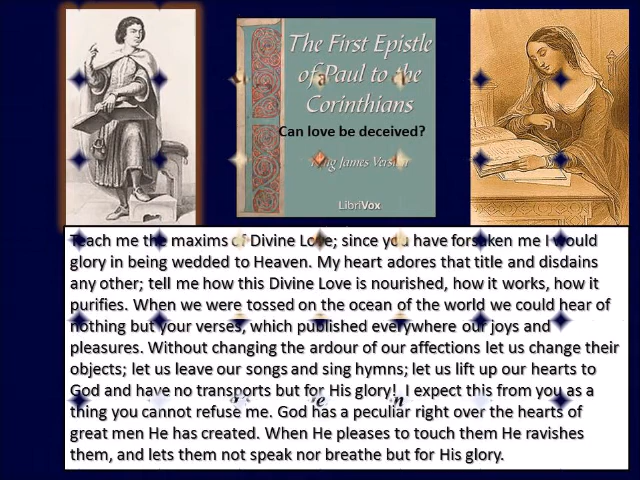 The First Epistle
of Paul to the
Corinthians
Can love be deceived?
King James Version
LibriVox
Teach me the maxims of Divine Love; since you have forsaken me I would
glory in being wedded to Heaven. My heart adores that title and disdains
any other; tell me how this Divine Love is nourished, how it works, how it
purifies. When we were tossed on the ocean of the world we could hear of
nothing but your verses, which published everywhere our joys and
pleasures. Without changing the ardour of our affections let us change their
objects; let us leave our songs and sing hymns; let us lift up our hearts to
God and have no transports but for His glory! I expect this from you as a
thing you cannot refuse me. God has a peculiar right over the hearts of
great men He has created. When He pleases to touch them He ravishes
them, and lets them not speak nor breathe but for His glory.